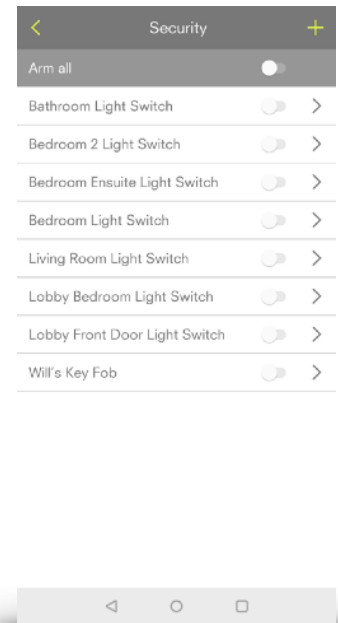 Security
Arm all
Bathroom Light Switch
Bedroom 2 Light Switch
Bedroom Ensuite Light Switch
Bedroom Light Switch
Living Room Light Switch
Lobby Bedroom Light Switch
Lobby Front Door Light Switch
Will's Key Fob